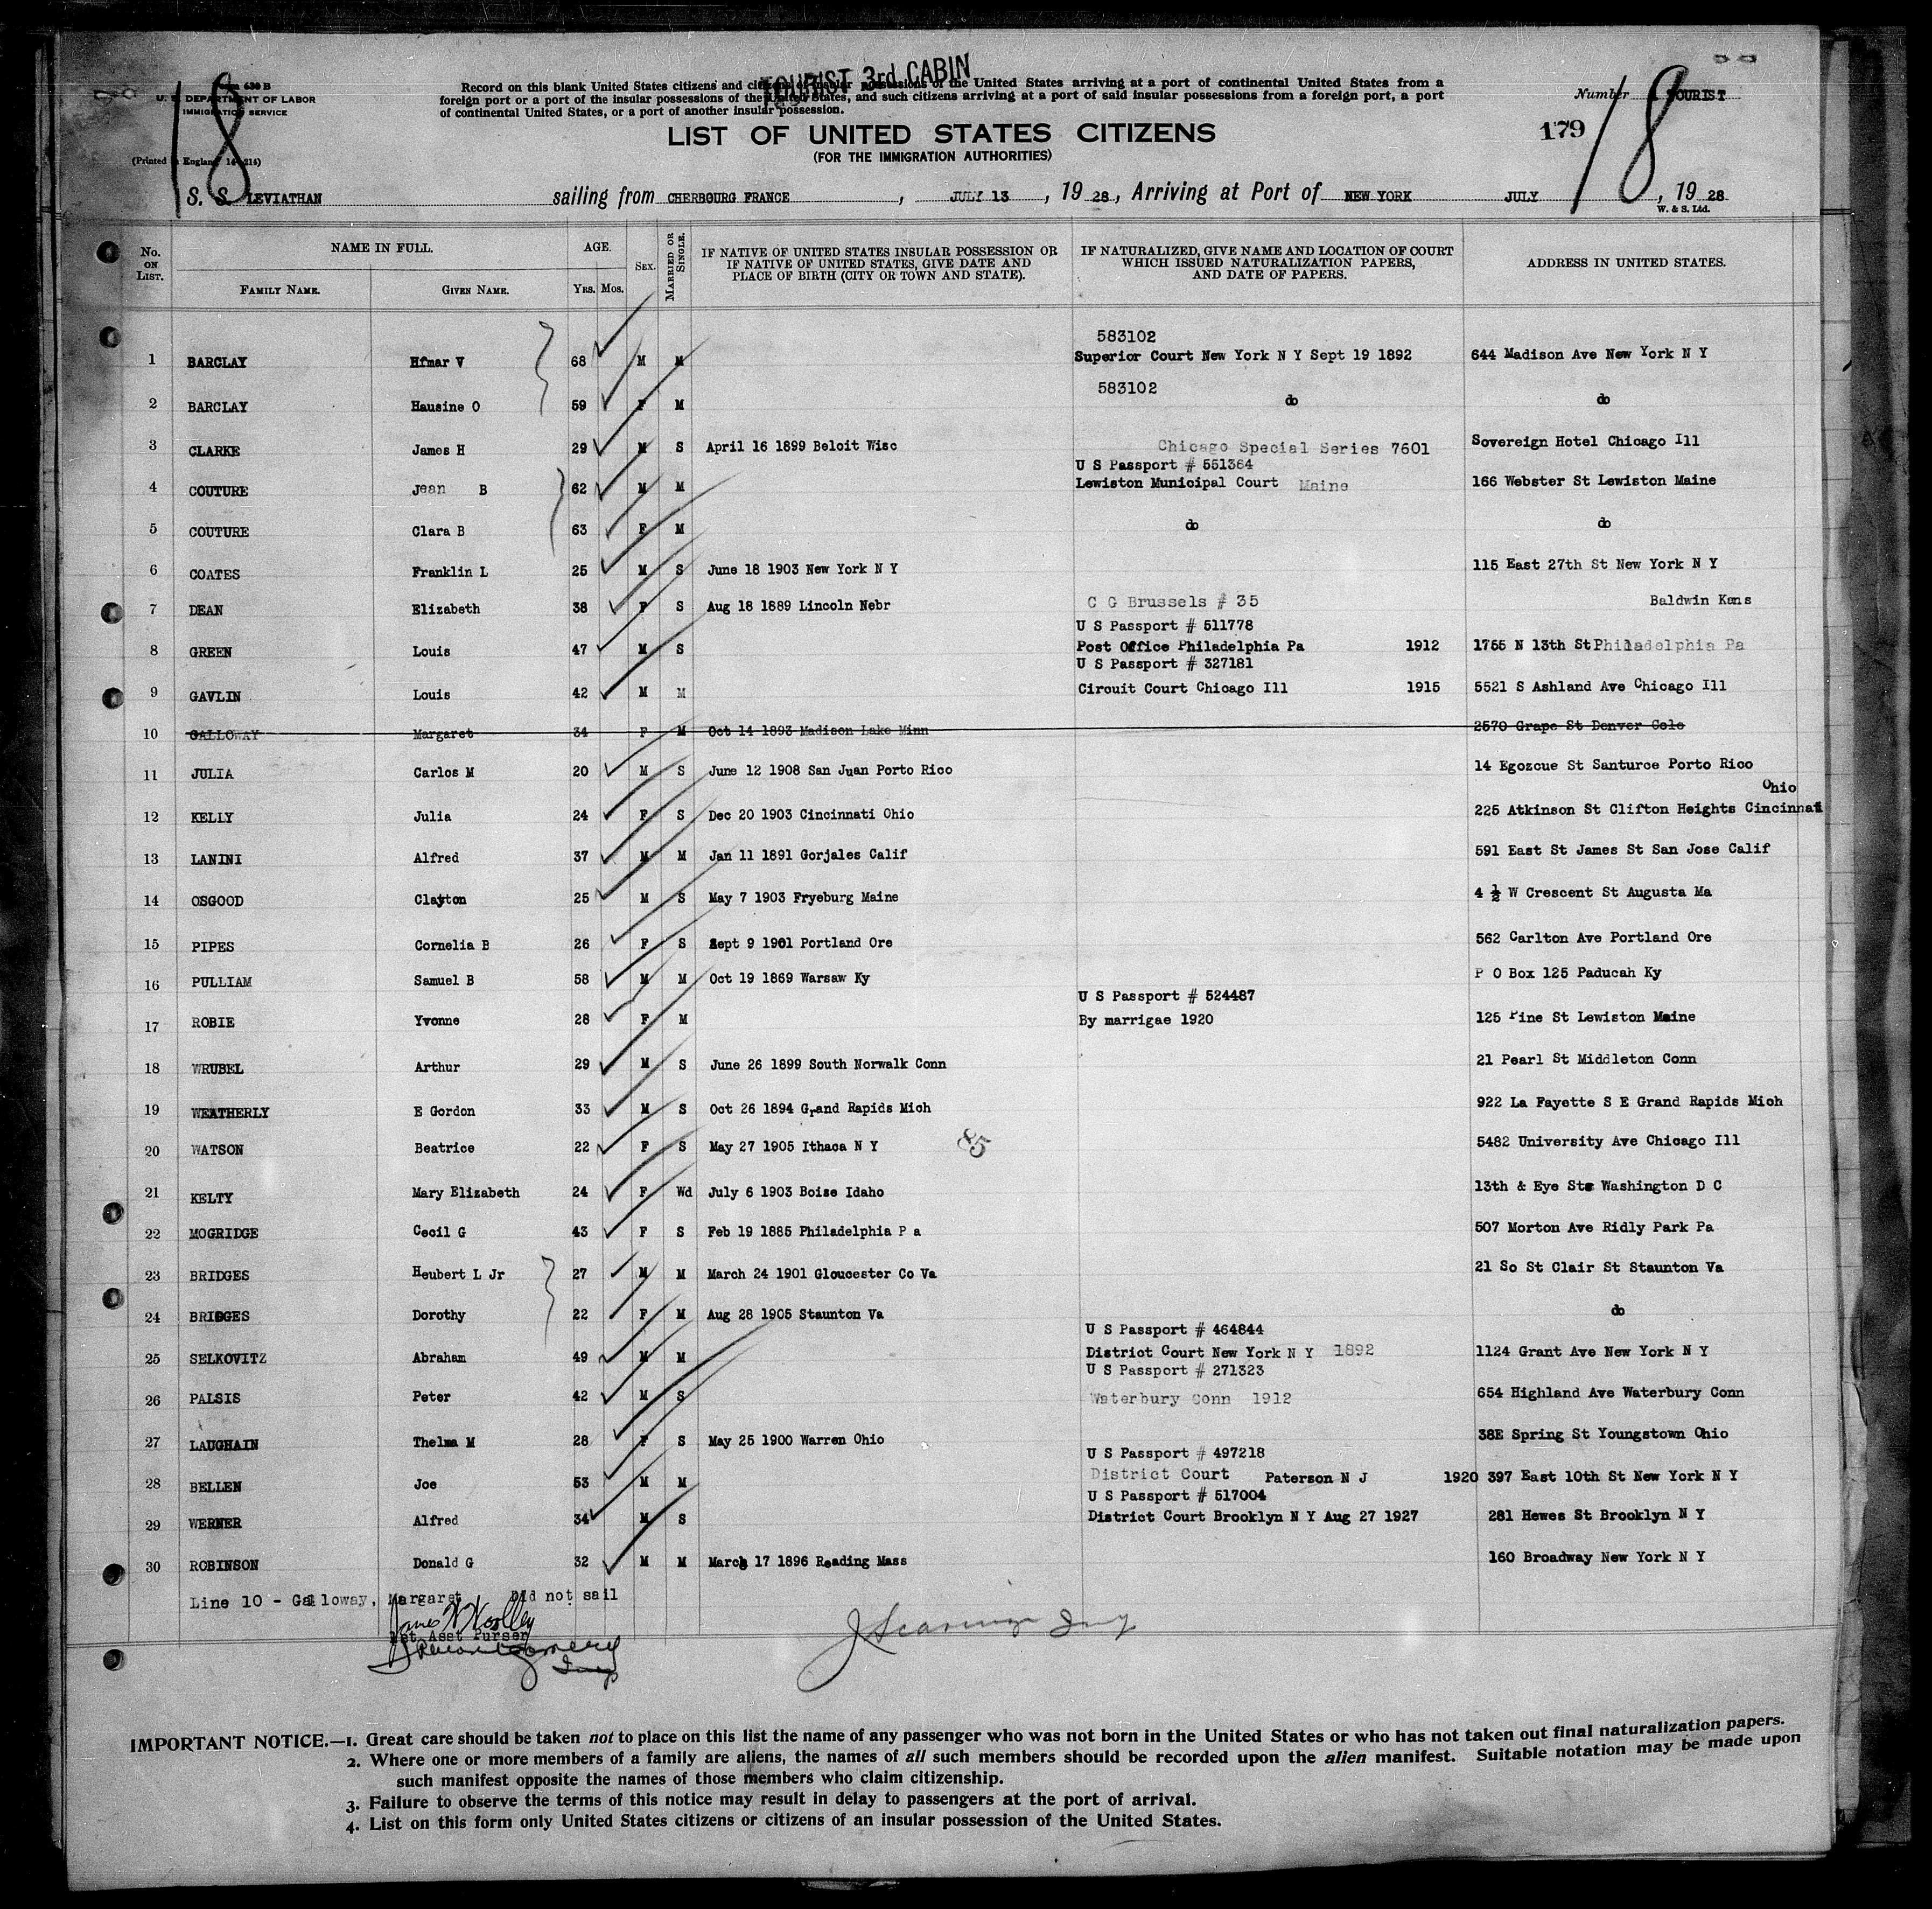 TOURIST 3rd CABIN
18
Form 630 B
U. S. DEPARTMENT OF LABOR
IMMIGRATION SERVICE
(Printed in England 14-214)
Record on this blank United States citizens and citizens of insular possessions of the United States arriving at a port of continental United States from a
foreign port or a port of the insular possessions of the United States, and such citizens arriving at a port of said insular possessions from a foreign port, a port
of continental United States, or a port of another insular possession.
Number TOURIST
179
18
LIST OF UNITED STATES CITIZENS
(FOR THE IMMIGRATION AUTHORITIES)
S. S. LEVIATHAN sailing from CHERBOURG FRANCE, JULY 13, 1928, Arriving at Port of NEW YORK JULY, 1928
W. & S. Ltd.
No. ON LIST. NAME IN FULL. FAMILY NAME. GIVEN NAME. AGE. YRS. MOS. SEX. MARRIED OR SINGLE. IF NATIVE OF UNITED STATES INSULAR POSSESSION OR IF NATIVE OF UNITED STATES, GIVE DATE AND PLACE OF BIRTH (CITY OR TOWN AND STATE). IF NATURALIZED, GIVE NAME AND LOCATION OF COURT WHICH ISSUED NATURALIZATION PAPERS, AND DATE OF PAPERS. ADDRESS IN UNITED STATES.
583102
1 BARCLAY Hfmar V 68 M M Superior Court New York N Y Sept 19 1892 644 Madison Ave New York N Y
583102
2 BARCLAY Hausine O 59 F M do do
3 CLARKE James H 29 M S April 16 1899 Beloit Wisc Chicago Special Series 7601 Sovereign Hotel Chicago Ill
U S Passport # 551364
4 COUTURE Jean B 62 M M Lewiston Municipal Court Maine 166 Webster St Lewiston Maine
5 COUTURE Clara B 63 F M do do
6 COATES Franklin L 25 M S June 18 1903 New York N Y 115 East 27th St New York N Y
7 DEAN Elizabeth 38 F S Aug 18 1889 Lincoln Nebr C G Brussels # 35 Baldwin Kans
U S Passport # 511778
8 GREEN Louis 47 M S Post Office Philadelphia Pa 1912 1755 N 13th St Philadelphia Pa
U S Passport # 327181
9 GAVLIN Louis 42 M M Circuit Court Chicago Ill 1915 5521 S Ashland Ave Chicago Ill
10 GALLOWAY Margaret 34 F M Oct 14 1893 Madison Lake Minn 2570 Grape St Denver Colo
11 JULIA Carlos M 20 M S June 12 1908 San Juan Porto Rico 14 Egozcue St Santurce Porto Rico
Ohio
12 KELLY Julia 24 F S Dec 20 1903 Cincinnati Ohio 225 Atkinson St Clifton Heights Cincinnati
13 LANINI Alfred 37 M M Jan 11 1891 Gorjales Calif 591 East St James St San Jose Calif
14 OSGOOD Clayton 25 M S May 7 1903 Fryeburg Maine 4 ½ W Crescent St Augusta Ma
15 PIPES Cornelia B 26 F S Sept 9 1901 Portland Ore 562 Carlton Ave Portland Ore
16 PULLIAM Samuel B 58 M M Oct 19 1869 Warsaw Ky P O Box 125 Paducah Ky
U S Passport # 524487
17 ROBIE Yvonne 28 F M By marrigae 1920 125 Pine St Lewiston Maine
18 WRUBEL Arthur 29 M S June 26 1899 South Norwalk Conn 21 Pearl St Middleton Conn
19 WEATHERLY E Gordon 33 M S Oct 26 1894 Grand Rapids Mich 922 La Fayette S E Grand Rapids Mich
20 WATSON Beatrice 22 F S May 27 1905 Ithaca N Y 85 5482 University Ave Chicago Ill
21 KELTY Mary Elizabeth 24 F Wd July 6 1903 Boise Idaho 13th & Eye Sts Washington D C
22 MOGRIDGE Cecil G 43 F S Feb 19 1885 Philadelphia P a 507 Morton Ave Ridly Park Pa
23 BRIDGES Heubert L Jr 27 M M March 24 1901 Gloucester Co Va 21 So St Clair St Staunton Va
24 BRIDGES Dorothy 22 F M Aug 28 1905 Staunton Va do
U S Passport # 464844
25 SELKOVITZ Abraham 49 M M District Court New York N Y 1892 1124 Grant Ave New York N Y
U S Passport # 271323
26 PALSIS Peter 42 M S Waterbury Conn 1912 654 Highland Ave Waterbury Conn
27 LAUGHAIN Thelma M 28 F S May 25 1900 Warren Ohio 38E Spring St Youngstown Ohio
U S Passport # 497218
28 BELLEN Joe 53 M M District Court Paterson N J 1920 397 East 10th St New York N Y
U S Passport # 517004
29 WERNER Alfred 34 M S District Court Brooklyn N Y Aug 27 1927 281 Hewes St Brooklyn N Y
30 ROBINSON Donald G 32 M M March 17 1896 Reading Mass 160 Broadway New York N Y
Line 10 - Galloway, Margaret Did not sail
1st Asst Purser
IMPORTANT NOTICE.—1. Great care should be taken not to place on this list the name of any passenger who was not born in the United States or who has not taken out final naturalization papers.
2. Where one or more members of a family are aliens, the names of all such members should be recorded upon the alien manifest. Suitable notation may be made upon
such manifest opposite the names of those members who claim citizenship.
3. Failure to observe the terms of this notice may result in delay to passengers at the port of arrival.
4. List on this form only United States citizens or citizens of an insular possession of the United States.